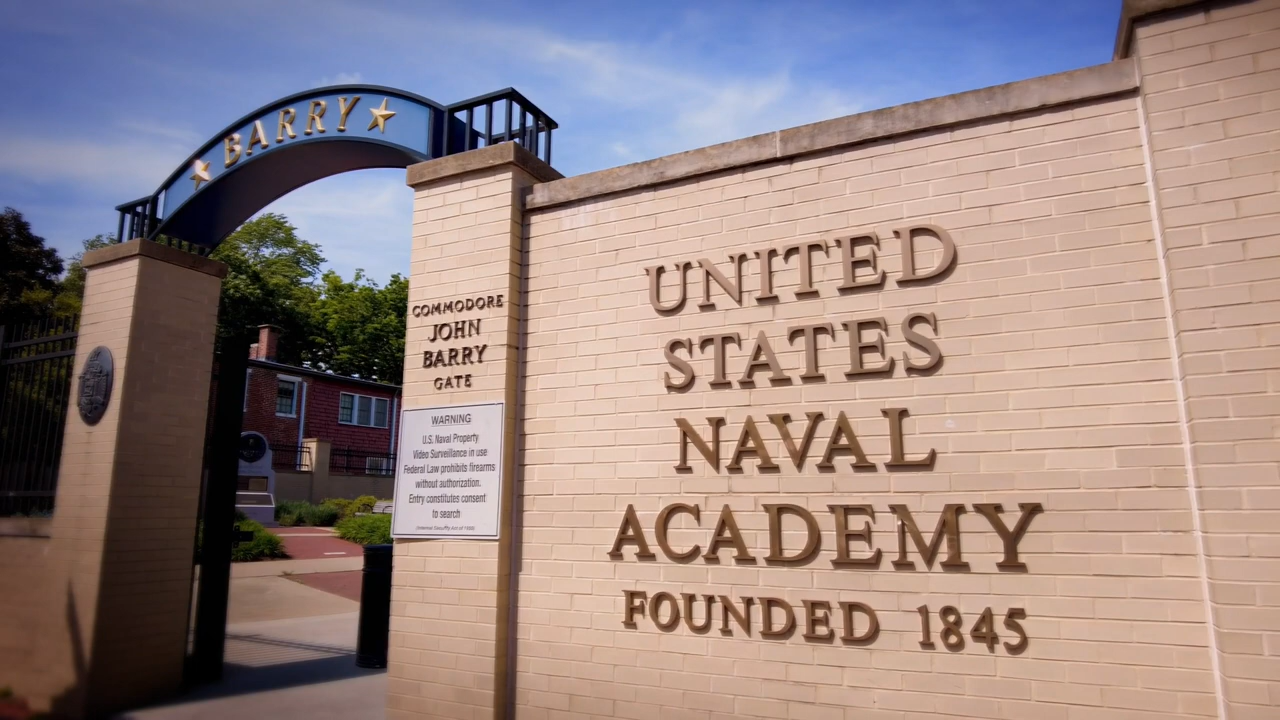 BARRY
COMMODORE
JOHN
BARRY
GATE
WARNING
U.S. Naval Property
Video Surveillance in use
Federal Law prohibits firearms
without authorization.
Entry constitutes consent
to search
UNITED
STATES
NAVAL
ACADEMY
FOUNDED 1845